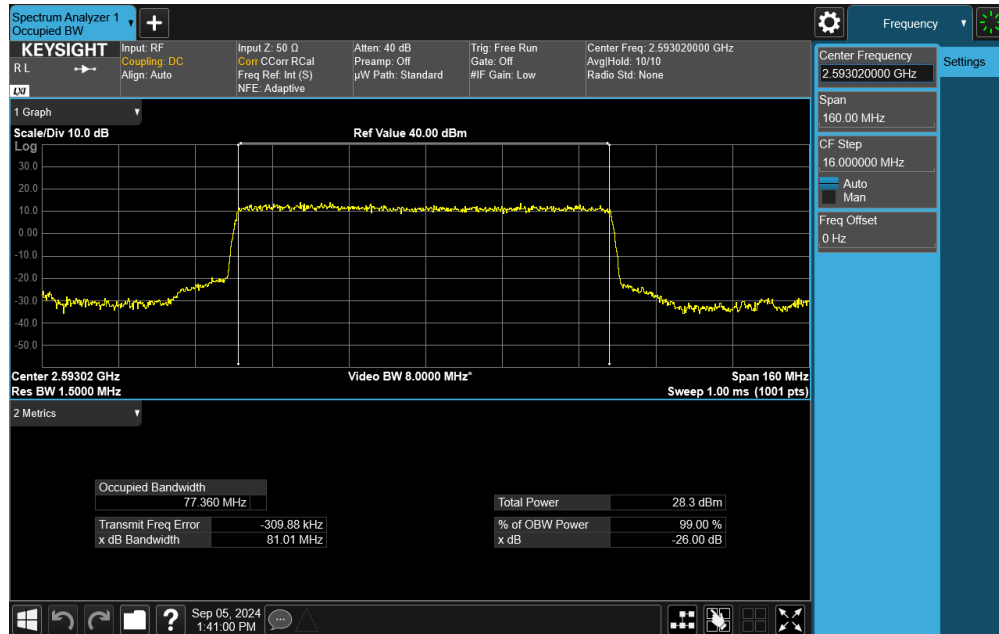 Spectrum Analyzer 1
Occupied BW
Frequency
KEYSIGHT
R L
LXI
Input: RF
Coupling: DC
Align: Auto
Input Z: 50 Ω
Corr CCorr RCal
Freq Ref: Int (S)
NFE: Adaptive
Atten: 40 dB
Preamp: Off
µW Path: Standard
Trig: Free Run
Gate: Off
#IF Gain: Low
Center Freq: 2.593020000 GHz
Avg|Hold: 10/10
Radio Std: None
Center Frequency
2.593020000 GHz
Settings
Span
160.00 MHz
CF Step
16.000000 MHz
Auto
Man
Freq Offset
0 Hz
1 Graph
Scale/Div 10.0 dB
Ref Value 40.00 dBm
Log
30.0
20.0
10.0
0.00
-10.0
-20.0
-30.0
-40.0
-50.0
Center 2.59302 GHz
Video BW 8.0000 MHz*
Span 160 MHz
Res BW 1.5000 MHz
Sweep 1.00 ms (1001 pts)
2 Metrics
Occupied Bandwidth
77.360 MHz
Total Power 28.3 dBm
Transmit Freq Error -309.88 kHz
% of OBW Power 99.00 %
x dB Bandwidth 81.01 MHz
x dB -26.00 dB
?
Sep 05, 2024
1:41:00 PM